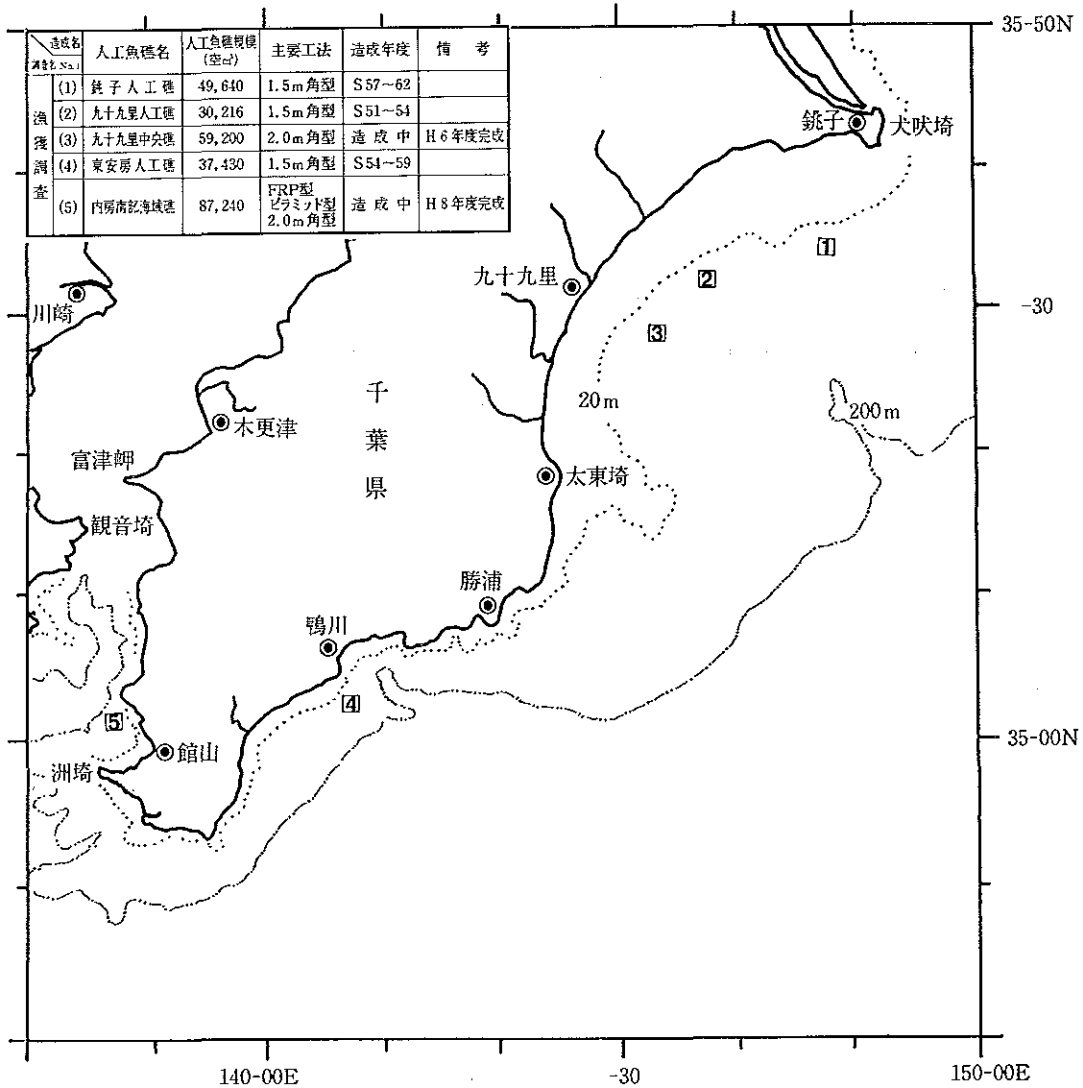 造成名 人工魚礁名 人工魚礁規模 (空㎥) 主要工法 造成年度 備考
調査名 No.
漁獲調査
(1) 銚子人工礁 49,640 1.5m角型 S57~62
(2) 九十九里人工礁 30,216 1.5m角型 S51~54
(3) 九十九里中央礁 59,200 2.0m角型 造成中 H6年度完成
(4) 東安房人工礁 37,430 1.5m角型 S54~59
(5) 内房南部海域礁 87,240 FRP型 ピラミッド型 2.0m角型 造成中 H8年度完成
35-50N
銚子
犬吠埼
1
九十九里
2
-30
川崎
3
千葉県
20m
200m
木更津
富津岬
太東埼
観音埼
勝浦
鴨川
4
5
35-00N
館山
洲埼
140-00E
-30
150-00E